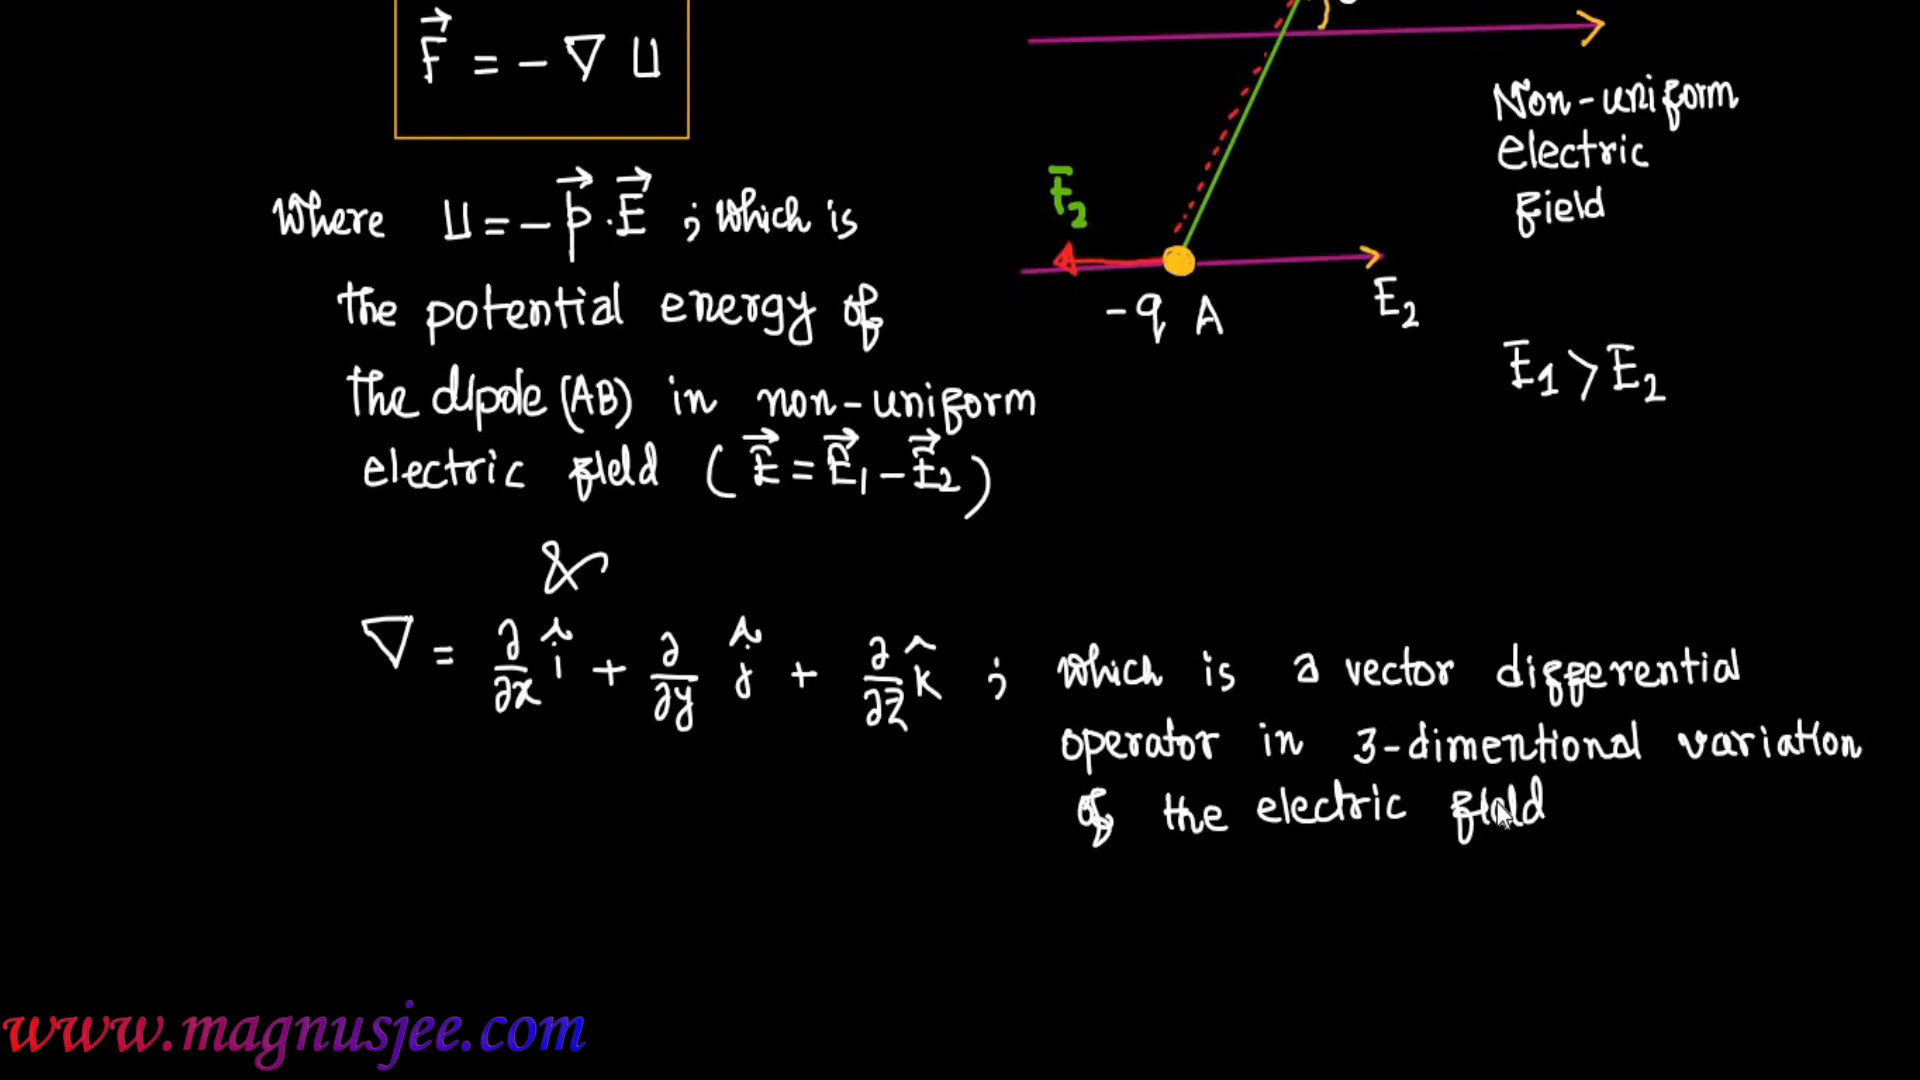 F⃗ = - ∇ U
Non-uniform
electric
field
where U = - p⃗ . E⃗ ; which is
F₂
the potential energy of
-q A
E₂
E₁ > E₂
the dipole (AB) in non-uniform
electric field ( E⃗ = E⃗₁ - E⃗₂ )
&
∇ = ∂/∂x î + ∂/∂y ĵ + ∂/∂z k̂ ; which is a vector differential
operator in 3-dimentional variation
of the electric field
www.magnusjee.com